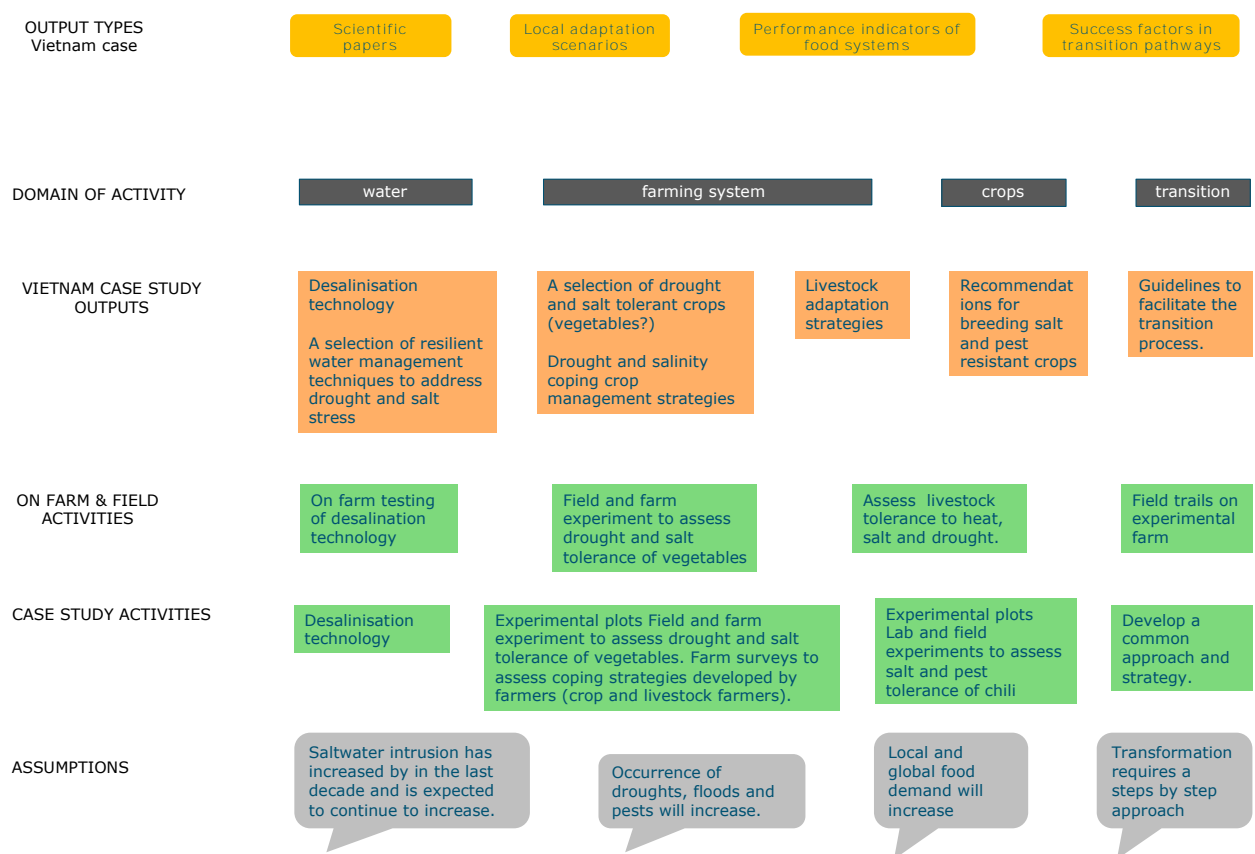 OUTPUT TYPES
Vietnam case
Scientific
papers
Local adaptation
scenarios
Performance indicators of
food systems
Success factors in
transition pathways
DOMAIN OF ACTIVITY
water
farming system
crops
transition
VIETNAM CASE STUDY
OUTPUTS
Desalinisation
technology
A selection of resilient
water management
techniques to address
drought and salt
stress
A selection of drought
and salt tolerant crops
(vegetables?)
Drought and salinity
coping crop
management strategies
Livestock
adaptation
strategies
Recommendat
ions for
breeding salt
and pest
resistant crops
Guidelines to
facilitate the
transition
process.
ON FARM & FIELD
ACTIVITIES
On farm testing
of desalination
technology
Field and farm
experiment to assess
drought and salt
tolerance of vegetables
Assess livestock
tolerance to heat,
salt and drought.
Field trails on
experimental
farm
CASE STUDY ACTIVITIES
Desalinisation
technology
Experimental plots Field and farm
experiment to assess drought and salt
tolerance of vegetables. Farm surveys to
assess coping strategies developed by
farmers (crop and livestock farmers).
Experimental plots
Lab and field
experiments to assess
salt and pest
tolerance of chili
Develop a
common
approach and
strategy.
ASSUMPTIONS
Saltwater intrusion has
increased by in the last
decade and is expected
to continue to increase.
Occurrence of
droughts, floods and
pests will increase.
Local and
global food
demand will
increase
Transformation
requires a
steps by step
approach